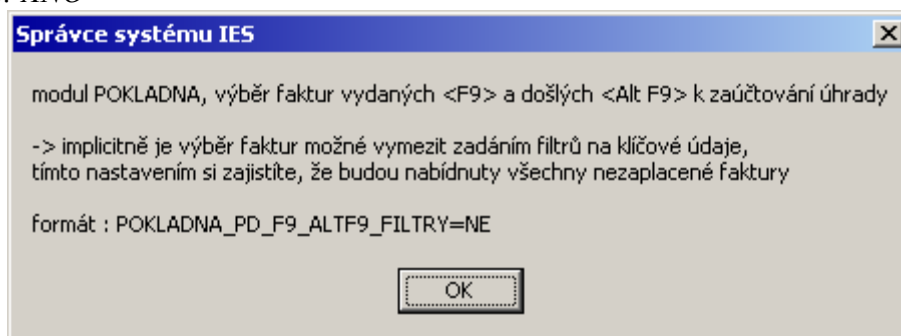 Správce systému IES
modul POKLADNA, výběr faktur vydaných <F9> a došlých <Alt F9> k zaúčtování úhrady
-> implicitně je výběr faktur možné vymezit zadáním filtrů na klíčové údaje,
tímto nastavením si zajistíte, že budou nabídnuty všechny nezaplacené faktury
formát : POKLADNA_PD_F9_ALTF9_FILTRY=NE
OK